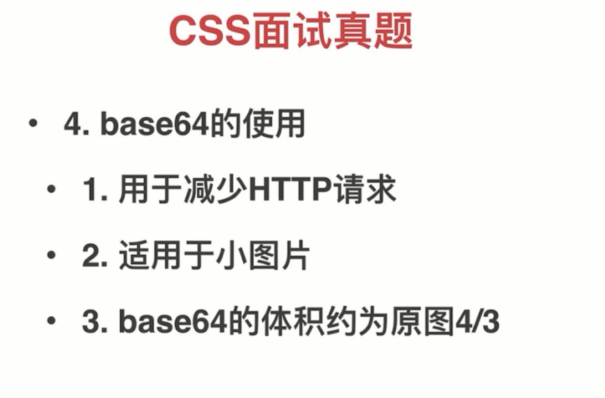 CSS面试真题
• 4. base64的使用
• 1. 用于减少HTTP请求
• 2. 适用于小图片
• 3. base64的体积约为原图4/3